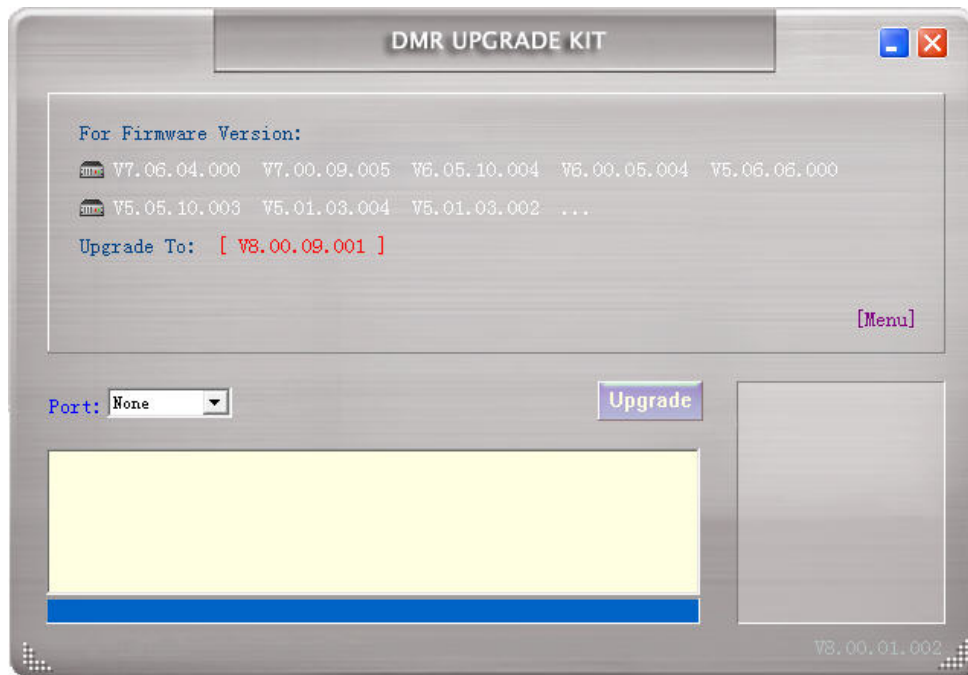 DMR UPGRADE KIT
For Firmware Version:
V7.06.04.000 V7.00.09.005 V6.05.10.004 V6.00.05.004 V5.06.06.000
V5.05.10.003 V5.01.03.004 V5.01.03.002 ...
Upgrade To: [ V8.00.09.001 ]
[Menu]
Port: None
Upgrade
V8.00.01.002